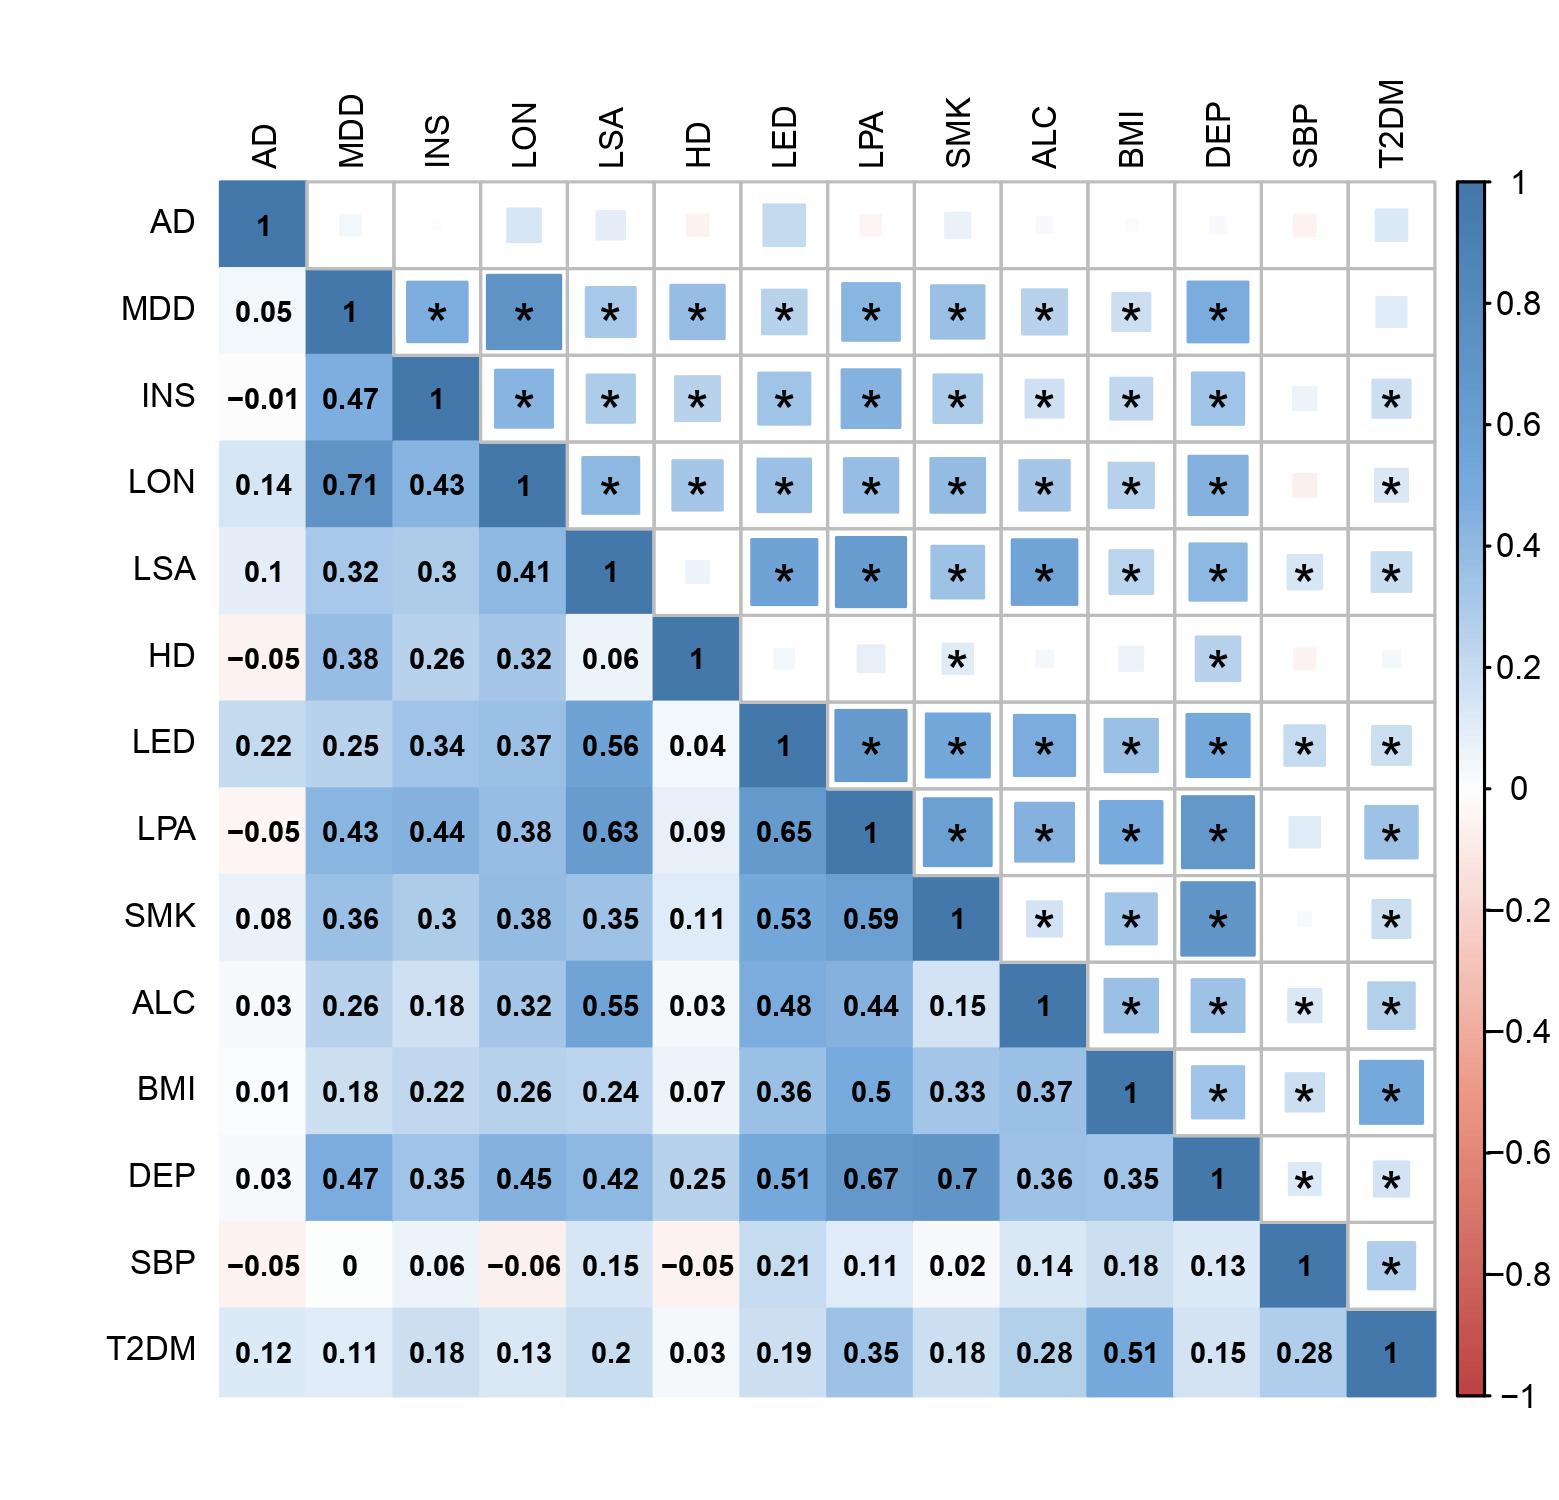 AD MDD INS LON LSA HD LED LPA SMK ALC BMI DEP SBP T2DM
AD 1
MDD 0.05 1 * * * * * * * * * *
INS −0.01 0.47 1 * * * * * * * * * *
LON 0.14 0.71 0.43 1 * * * * * * * * *
LSA 0.1 0.32 0.3 0.41 1 * * * * * * * *
HD −0.05 0.38 0.26 0.32 0.06 1 * *
LED 0.22 0.25 0.34 0.37 0.56 0.04 1 * * * * * * *
LPA −0.05 0.43 0.44 0.38 0.63 0.09 0.65 1 * * * * *
SMK 0.08 0.36 0.3 0.38 0.35 0.11 0.53 0.59 1 * * * *
ALC 0.03 0.26 0.18 0.32 0.55 0.03 0.48 0.44 0.15 1 * * * *
BMI 0.01 0.18 0.22 0.26 0.24 0.07 0.36 0.5 0.33 0.37 1 * * *
DEP 0.03 0.47 0.35 0.45 0.42 0.25 0.51 0.67 0.7 0.36 0.35 1 * *
SBP −0.05 0 0.06 −0.06 0.15 −0.05 0.21 0.11 0.02 0.14 0.18 0.13 1 *
T2DM 0.12 0.11 0.18 0.13 0.2 0.03 0.19 0.35 0.18 0.28 0.51 0.15 0.28 1
1
0.8
0.6
0.4
0.2
0
−0.2
−0.4
−0.6
−0.8
−1